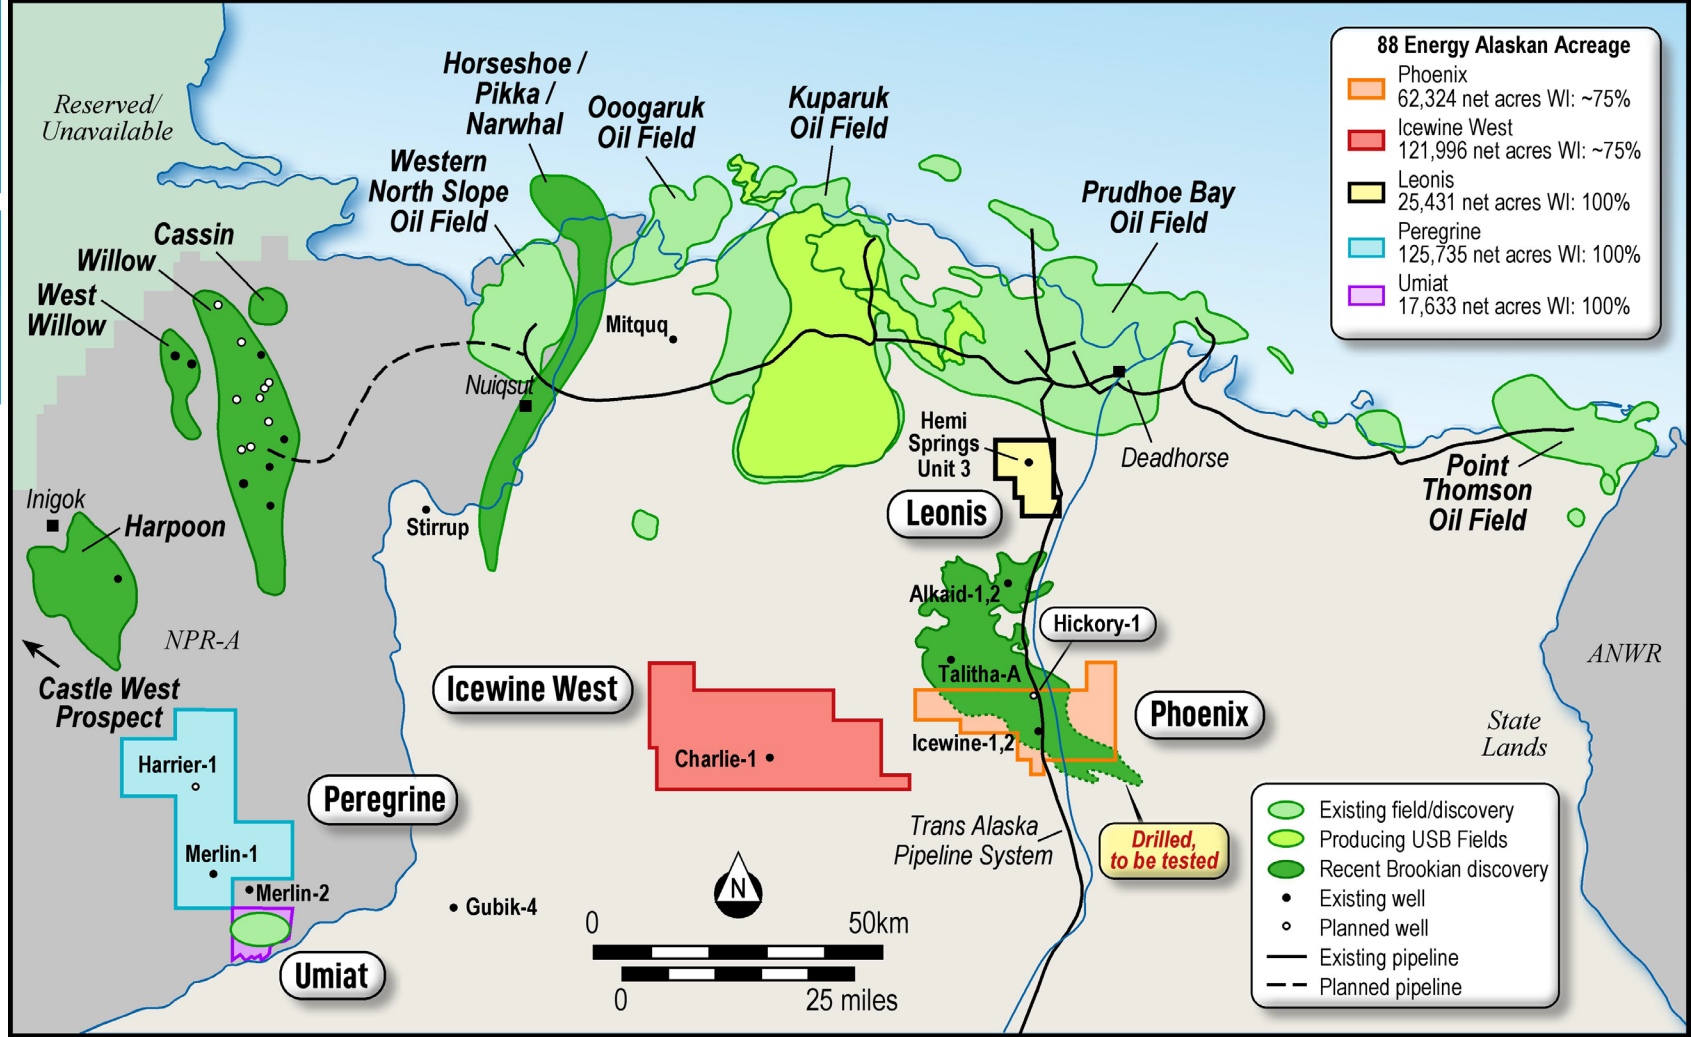 88 Energy Alaskan Acreage
Phoenix
62,324 net acres WI: ~75%
Icewine West
121,996 net acres WI: ~75%
Leonis
25,431 net acres WI: 100%
Peregrine
125,735 net acres WI: 100%
Umiat
17,633 net acres WI: 100%
Reserved/
Unavailable
Horseshoe /
Pikka /
Narwhal
Ooogaruk
Oil Field
Kuparuk
Oil Field
Western
North Slope
Oil Field
Prudhoe Bay
Oil Field
Cassin
Willow
West
Willow
Mitquq
Nuiqsut
Hemi
Springs
Unit 3
Deadhorse
Point
Thomson
Oil Field
Inigok
Harpoon
Stirrup
Leonis
Alkaid-1,2
Hickory-1
NPR-A
ANWR
Castle West
Prospect
Icewine West
Talitha-A
Phoenix
State
Lands
Icewine-1,2
Charlie-1
Harrier-1
Peregrine
Trans Alaska
Pipeline System
Drilled,
to be tested
Merlin-1
Merlin-2
Gubik-4
N
0
50km
0
25 miles
Umiat
Existing field/discovery
Producing USB Fields
Recent Brookian discovery
Existing well
Planned well
Existing pipeline
Planned pipeline